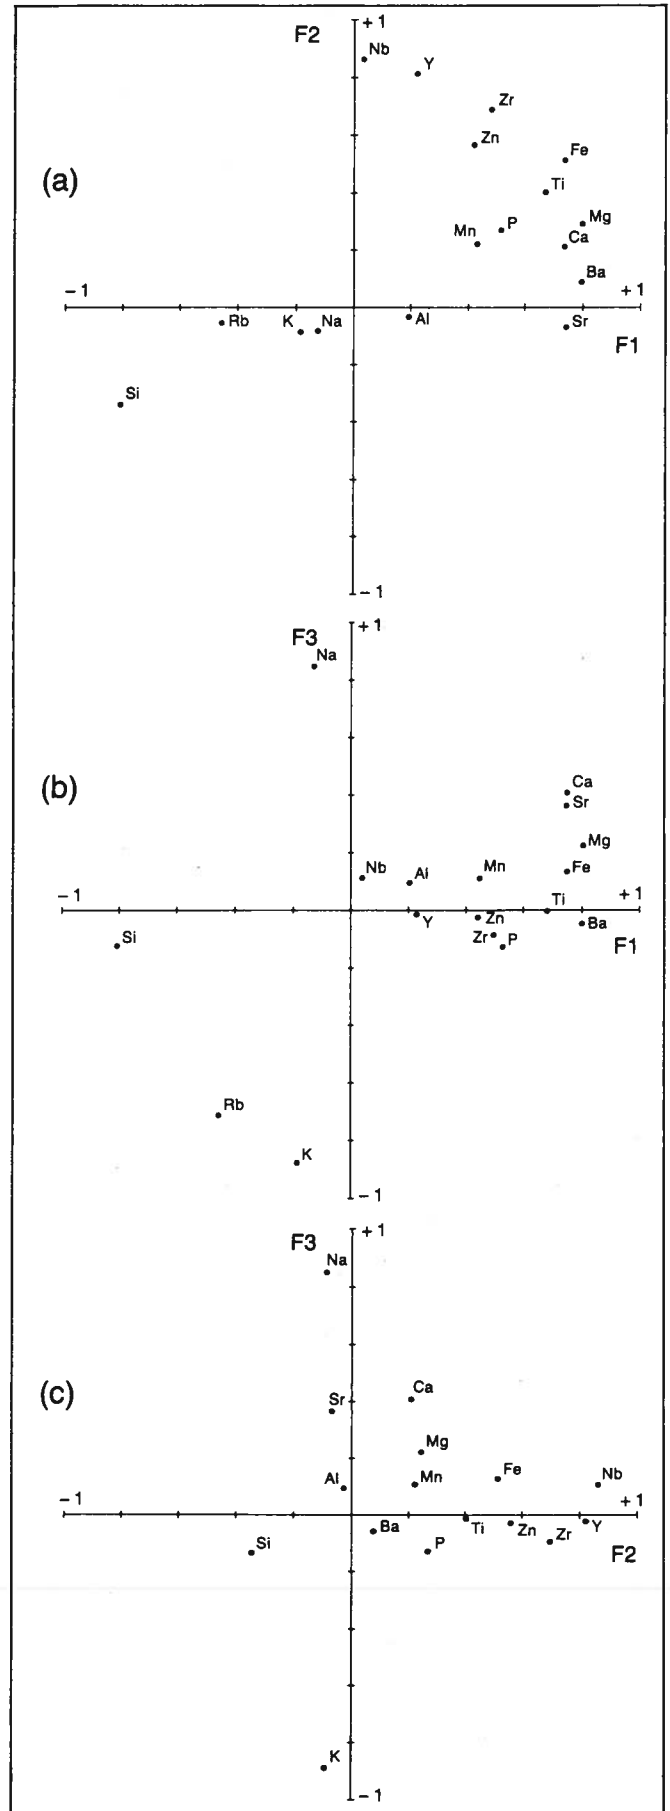 F2
+1
Nb
Y
Zr
Zn
Fe
(a)
Ti
Mg
Mn
P
Ca
Ba
−1
+1
Rb
K
Na
Al
Sr
F1
Si
−1
+1
F3
Na
(b)
Ca
Sr
Mg
Nb
Al
Mn
Fe
−1
Ti
+1
Y
Zn
Ba
Si
Zr
P
F1
Rb
K
−1
+1
F3
Na
(c)
Sr
Ca
Mg
Al
Mn
Fe
Nb
−1
+1
Ba
Ti
Zn
Y
Si
P
Zr
F2
K
−1